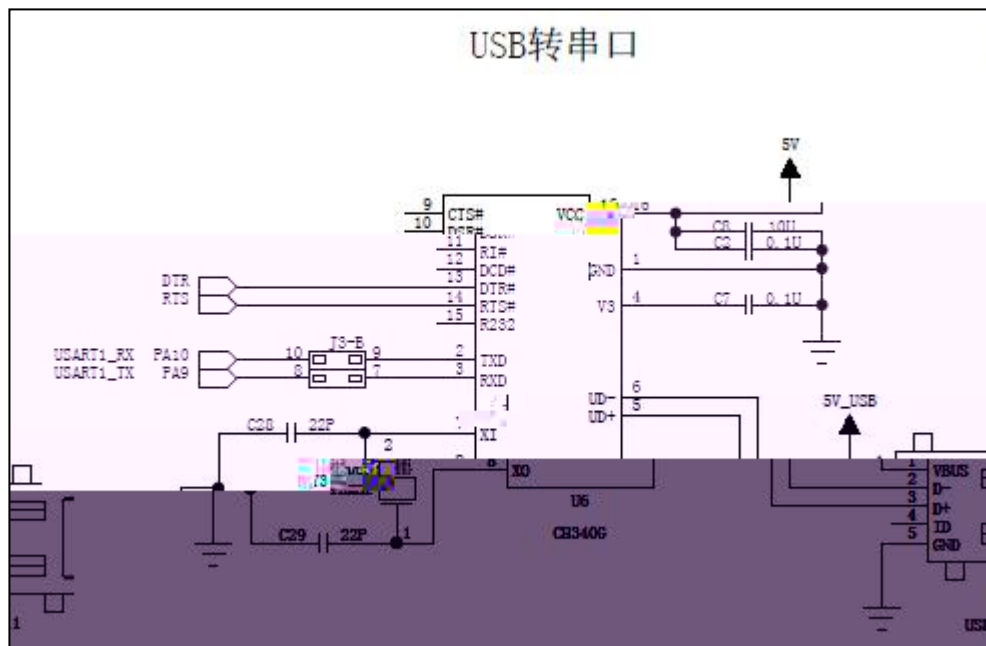 USB转串口
5V
9 CTS# VCC 16
10 DSR#
C8 10U
11 RI#
C2 0.1U
12 DCD# GND 1
DTR 13 DTR#
RTS 14 RTS# V3 4 C7 0.1U
15 R232
J3-B
USART1_RX PA10 10 9 2 TXD
USART1_TX PA9 8 7 3 RXD
UD- 6
UD+ 5
5V_USB
C28 22P XI
2
8 XO
1 VBUS
2 D-
3 D+
4 ID
5 GND
U6
CH340G
C29 22P 1
1